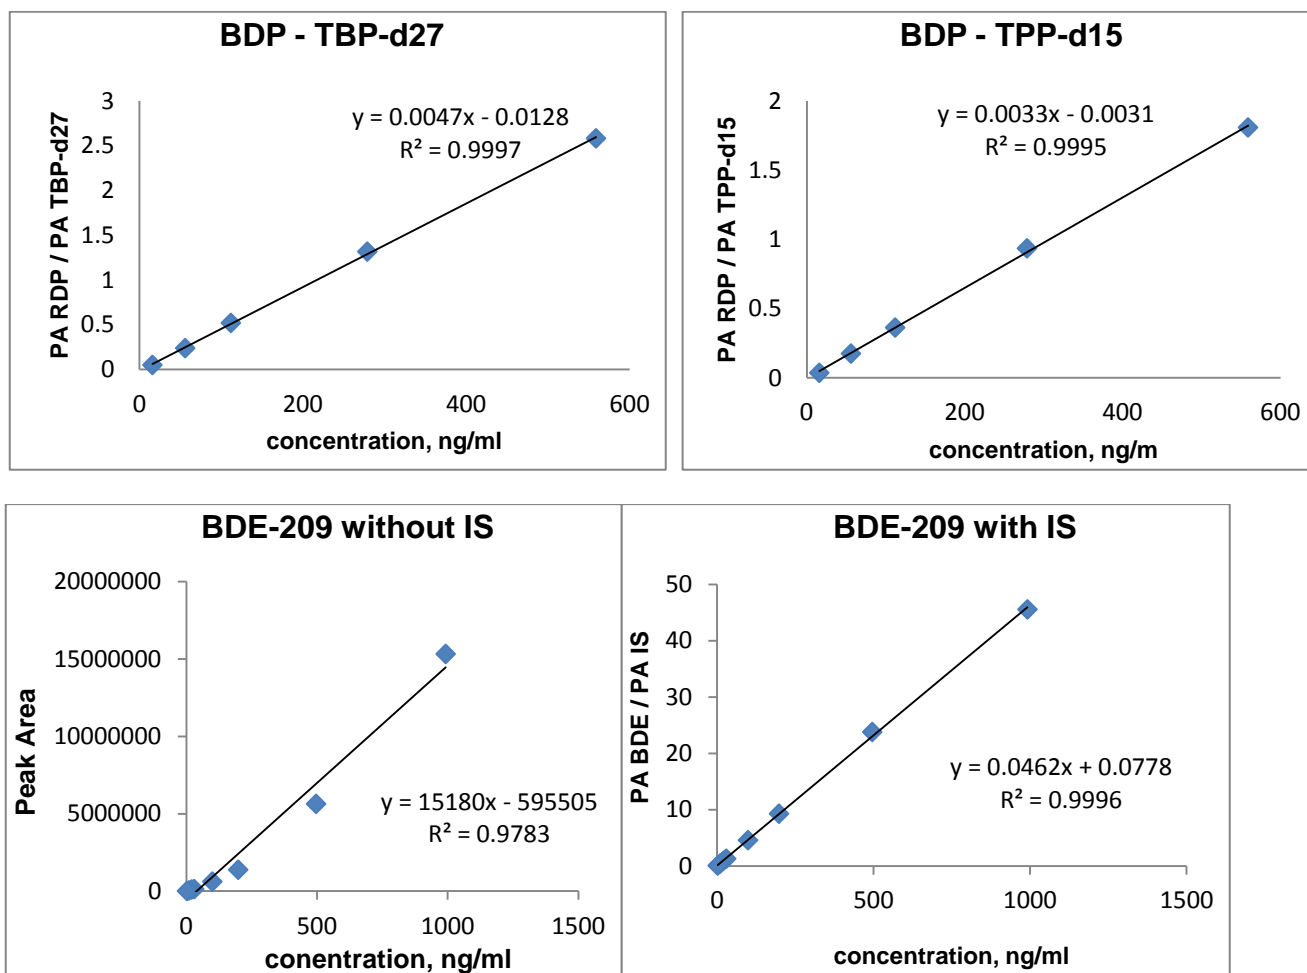 BDP - TBP-d27
3
2.5
2
1.5
1
0.5
0
PA RDP / PA TBP-d27
y = 0.0047x - 0.0128
R² = 0.9997
0 200 400 600
concentration, ng/ml
BDP - TPP-d15
2
1.5
1
0.5
0
PA RDP / PA TPP-d15
y = 0.0033x - 0.0031
R² = 0.9995
0 200 400 600
concentration, ng/m
BDE-209 without IS
20000000
15000000
10000000
5000000
0
Peak Area
y = 15180x - 595505
R² = 0.9783
0 500 1000 1500
conentration, ng/ml
BDE-209 with IS
50
40
30
20
10
0
PA BDE / PA IS
y = 0.0462x + 0.0778
R² = 0.9996
0 500 1000 1500
concentration, ng/ml